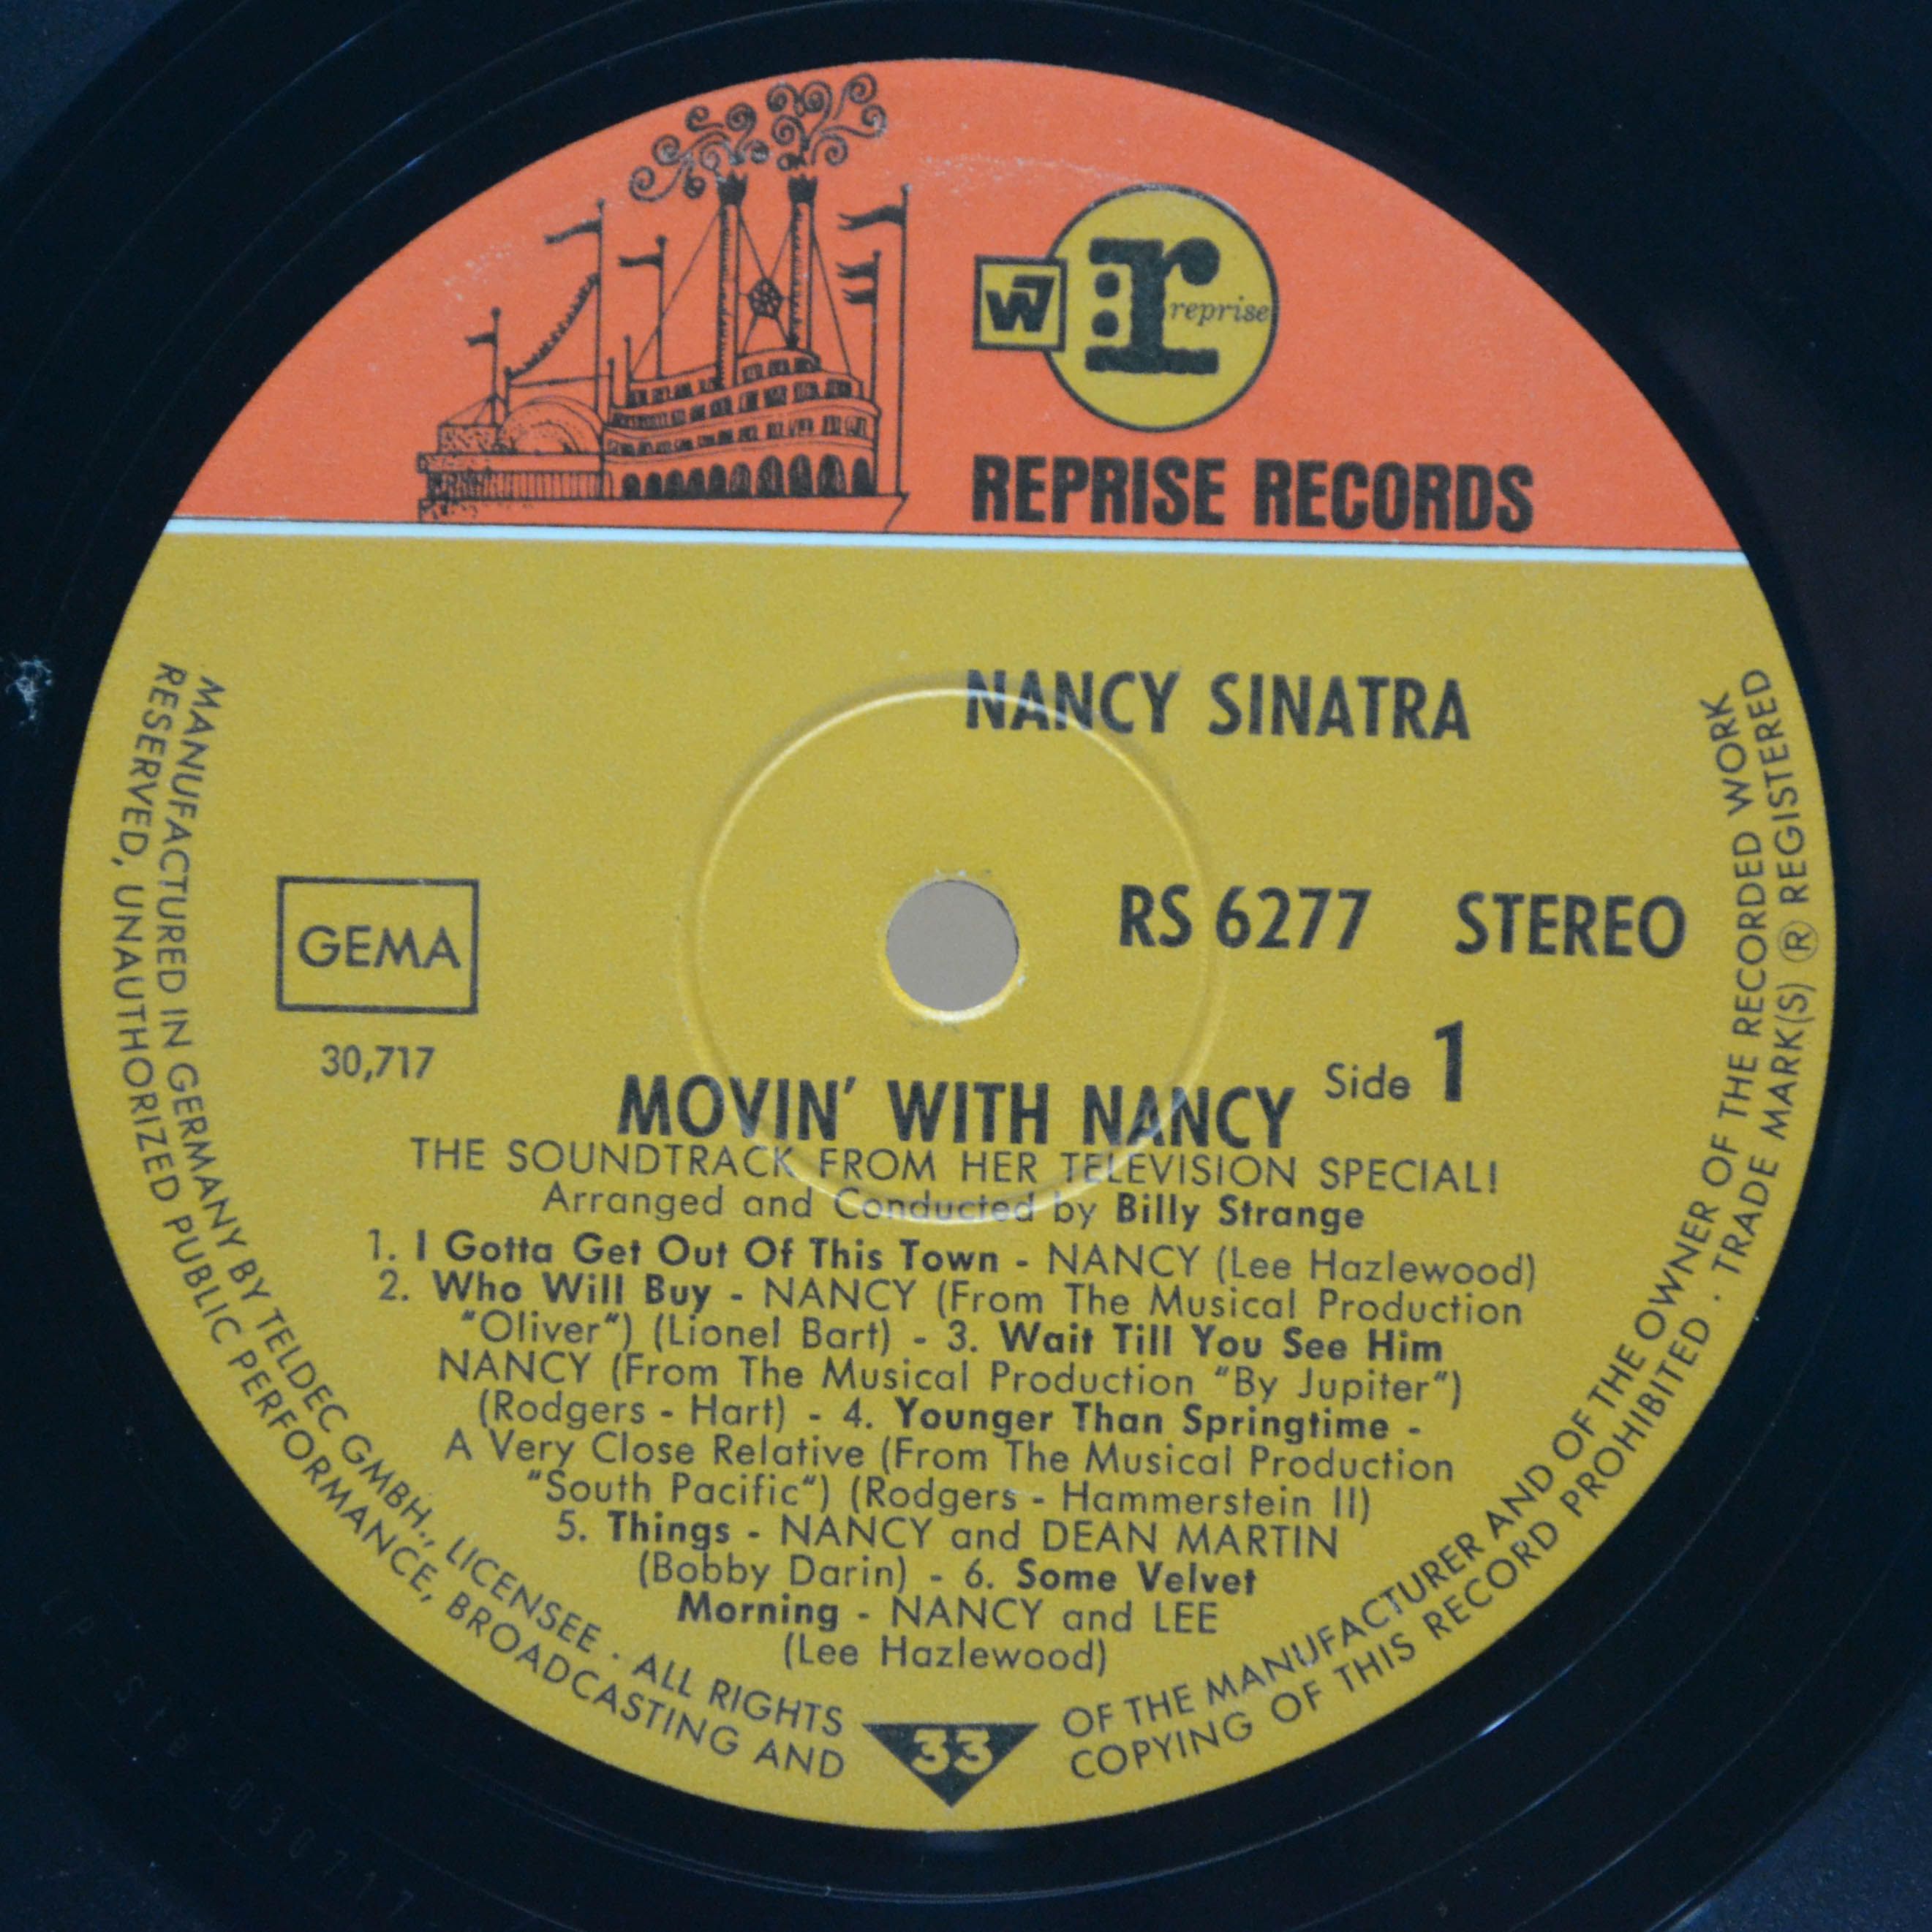 W7
r
reprise
REPRISE RECORDS
NANCY SINATRA
GEMA
RS 6277 STEREO
30,717
Side 1
MOVIN' WITH NANCY
THE SOUNDTRACK FROM HER TELEVISION SPECIAL!
Arranged and Conducted by Billy Strange
1. I Gotta Get Out Of This Town - NANCY (Lee Hazlewood)
2. Who Will Buy - NANCY (From The Musical Production
"Oliver") (Lionel Bart) - 3. Wait Till You See Him
NANCY (From The Musical Production "By Jupiter")
(Rodgers - Hart) - 4. Younger Than Springtime -
A Very Close Relative (From The Musical Production
"South Pacific") (Rodgers - Hammerstein II)
5. Things - NANCY and DEAN MARTIN
(Bobby Darin) - 6. Some Velvet
Morning - NANCY and LEE
(Lee Hazlewood)
MANUFACTURED IN GERMANY BY TELDEC GMBH., LICENSEE . ALL RIGHTS
RESERVED, UNAUTHORIZED PUBLIC PERFORMANCE, BROADCASTING AND
33
OF THE MANUFACTURER AND OF THE OWNER OF THE RECORDED WORK
COPYING OF THIS RECORD PROHIBITED . TRADE MARK(S) ® REGISTERED
030717